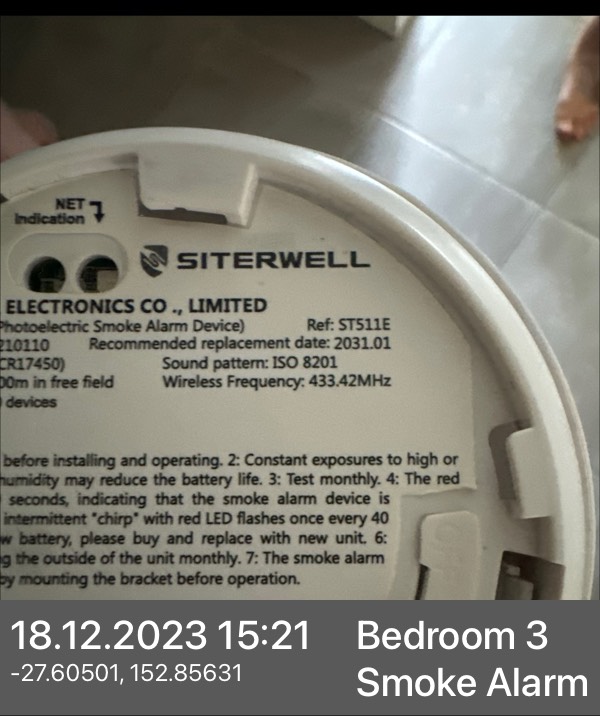 NET
Indication
SITERWELL
ELECTRONICS CO ., LIMITED
Photoelectric Smoke Alarm Device) Ref: ST511E
210110 Recommended replacement date: 2031.01
CR17450) Sound pattern: ISO 8201
00m in free field Wireless Frequency: 433.42MHz
devices
before installing and operating. 2: Constant exposures to high or
humidity may reduce the battery life. 3: Test monthly. 4: The red
seconds, indicating that the smoke alarm device is
intermittent "chirp" with red LED flashes once every 40
w battery, please buy and replace with new unit. 6:
g the outside of the unit monthly. 7: The smoke alarm
by mounting the bracket before operation.
18.12.2023 15:21
-27.60501, 152.85631
Bedroom 3
Smoke Alarm